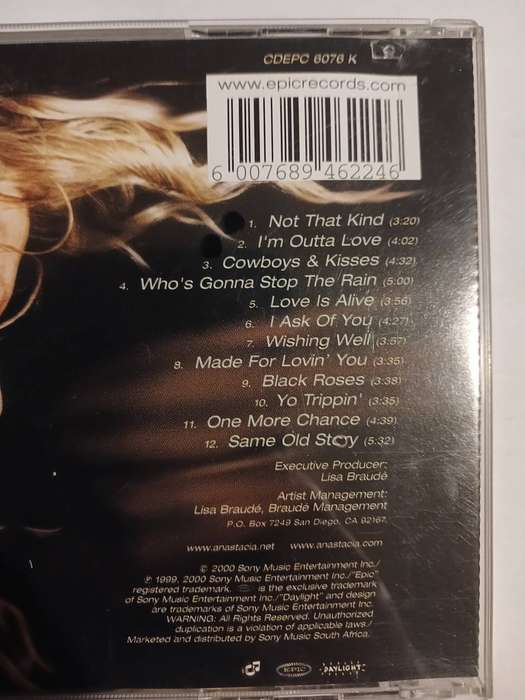 CDEPC 6076 K
www.epicrecords.com
6 007689 462246
1. Not That Kind (3:20)
2. I'm Outta Love (4:02)
3. Cowboys & Kisses (4:32)
4. Who's Gonna Stop The Rain (5:00)
5. Love Is Alive (3:56)
6. I Ask Of You (4:27)
7. Wishing Well (3:57)
8. Made For Lovin' You (3:35)
9. Black Roses (3:38)
10. Yo Trippin' (3:35)
11. One More Chance (4:39)
12. Same Old Story (5:32)
Executive Producer:
Lisa Braudé
Artist Management:
Lisa Braudé, Braudé Management
P.O. Box 7249 San Diego, CA 92167.
www.anastacia.net www.anastacia.com
© 2000 Sony Music Entertainment Inc./
℗ 1999, 2000 Sony Music Entertainment Inc./"Epic"
registered trademark. is the exclusive trademark
of Sony Music Entertainment Inc./"Daylight" and design
are trademarks of Sony Music Entertainment Inc.
WARNING: All Rights Reserved. Unauthorized
duplication is a violation of applicable laws./
Marketed and distributed by Sony Music South Africa.
EPIC DAYLIGHT